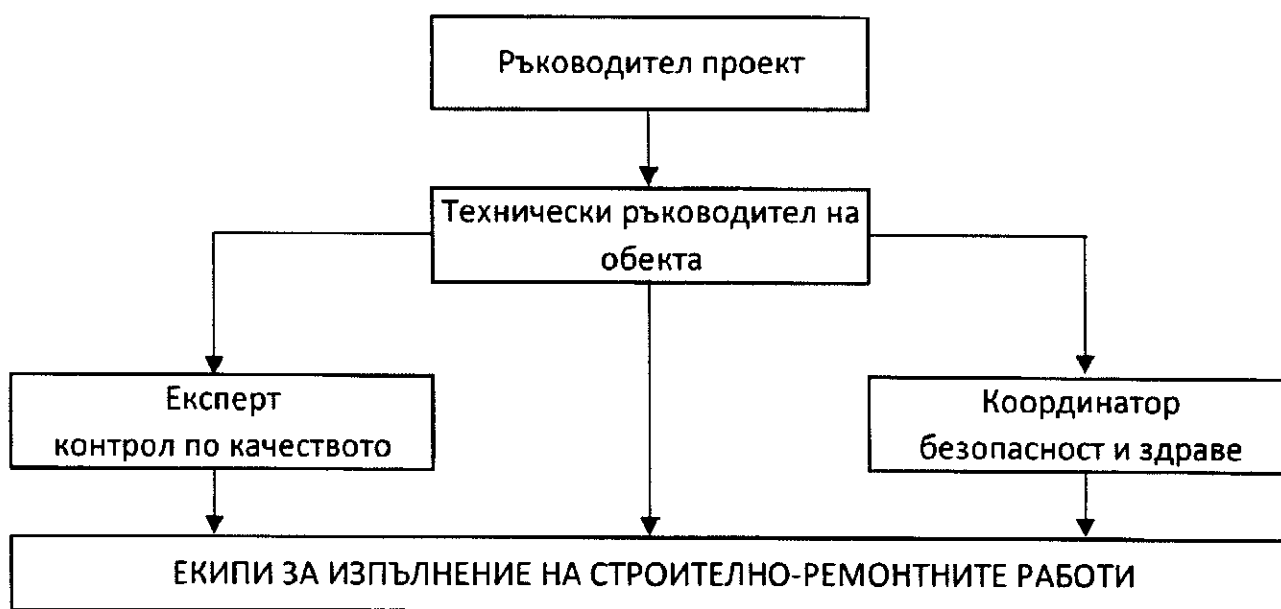 Ръководител проект
Технически ръководител на
обекта
Експерт
контрол по качеството
Координатор
безопасност и здраве
ЕКИПИ ЗА ИЗПЪЛНЕНИЕ НА СТРОИТЕЛНО-РЕМОНТНИТЕ РАБОТИ